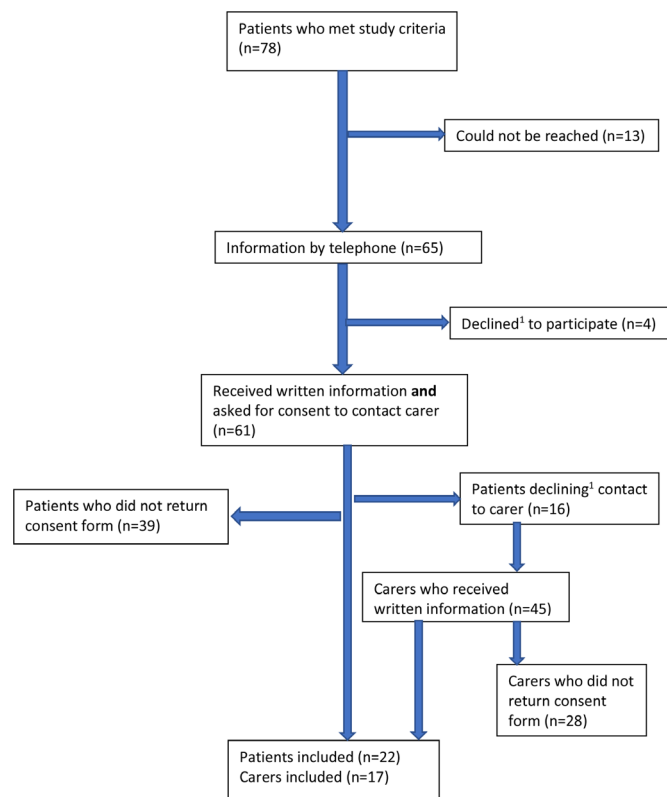 Patients who met study criteria
(n=78)
Could not be reached (n=13)
Information by telephone (n=65)
Declined¹ to participate (n=4)
Received written information and
asked for consent to contact carer
(n=61)
Patients who did not return
consent form (n=39)
Patients declining¹ contact
to carer (n=16)
Carers who received
written information (n=45)
Carers who did not
return consent
form (n=28)
Patients included (n=22)
Carers included (n=17)